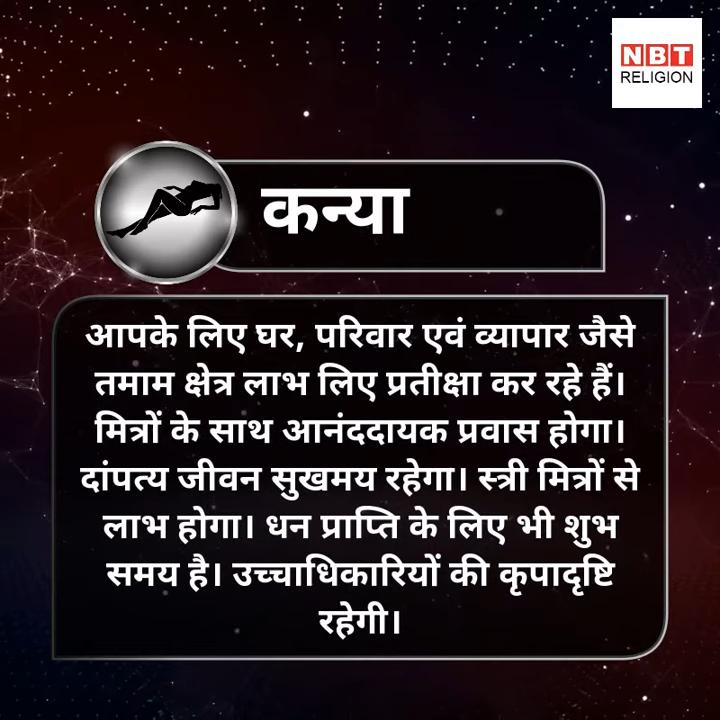 NBT
RELIGION
कन्या
आपके लिए घर, परिवार एवं व्यापार जैसे
तमाम क्षेत्र लाभ लिए प्रतीक्षा कर रहे हैं।
मित्रों के साथ आनंददायक प्रवास होगा।
दांपत्य जीवन सुखमय रहेगा। स्त्री मित्रों से
लाभ होगा। धन प्राप्ति के लिए भी शुभ
समय है। उच्चाधिकारियों की कृपादृष्टि
रहेगी।